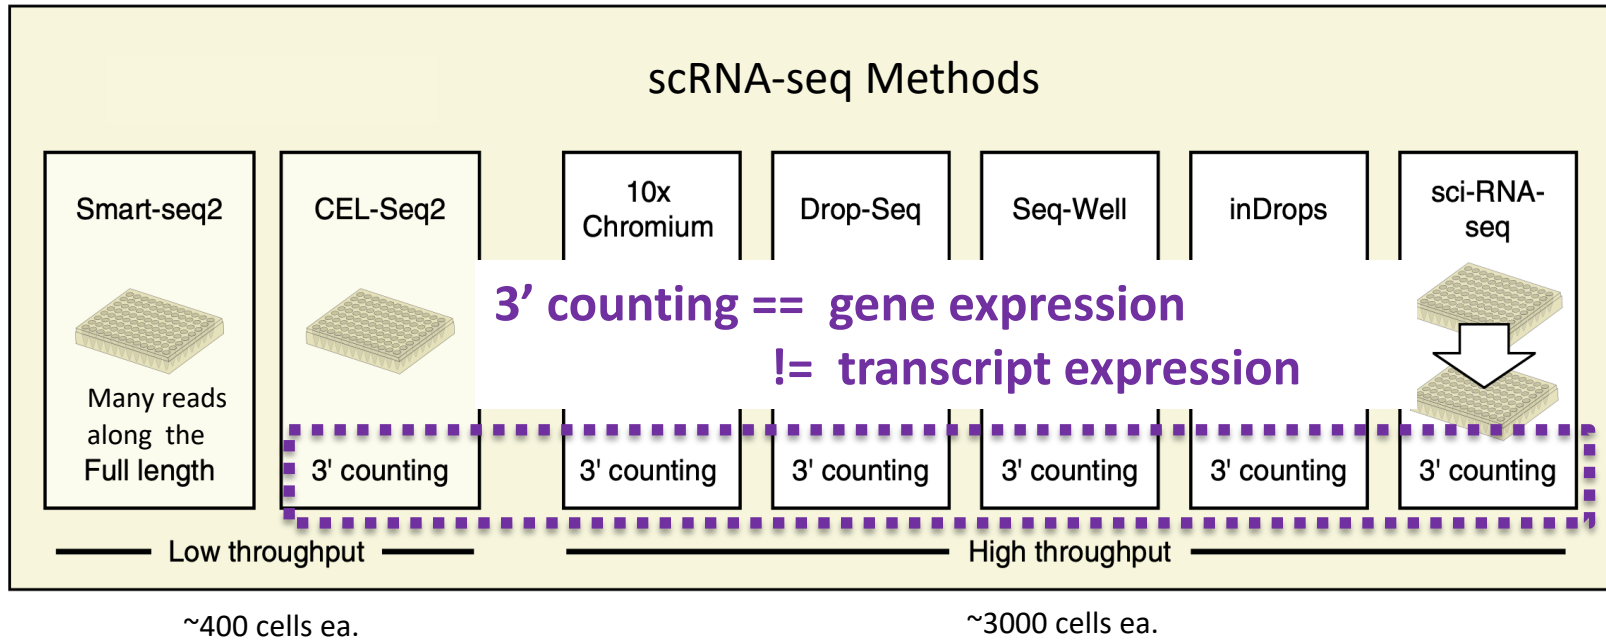 scRNA-seq Methods
Smart-seq2
CEL-Seq2
10x
Chromium
Drop-Seq
Seq-Well
inDrops
sci-RNA-
seq
3’ counting == gene expression
!= transcript expression
Many reads
along the
Full length
3' counting
3' counting
3' counting
3' counting
3' counting
3' counting
Low throughput
High throughput
~400 cells ea.
~3000 cells ea.